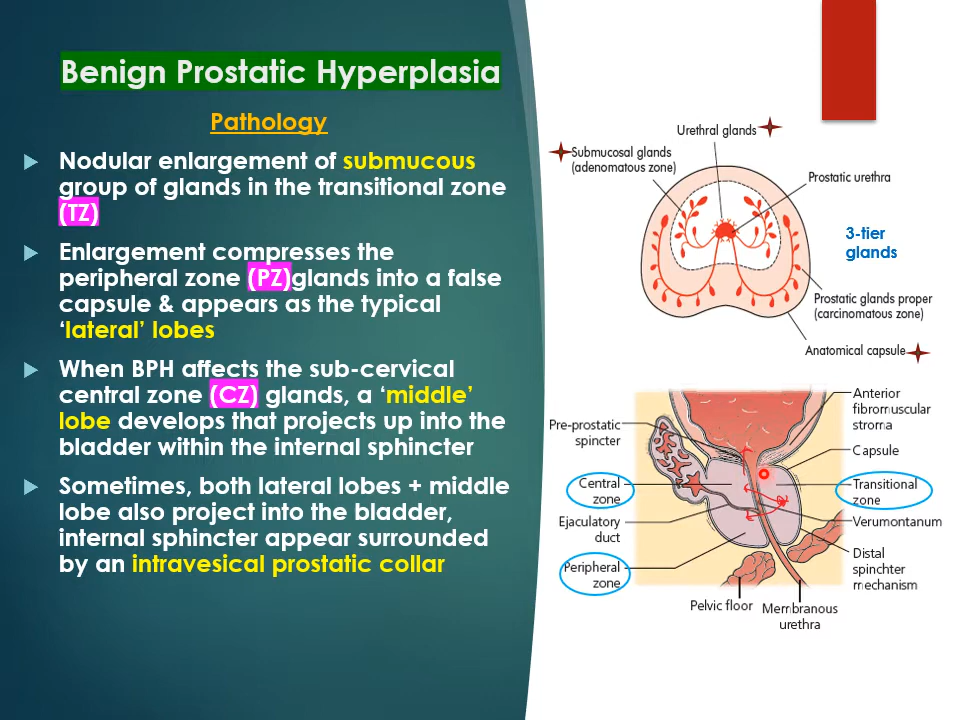 Benign Prostatic Hyperplasia
Pathology
Nodular enlargement of submucous
group of glands in the transitional zone
(TZ)
Enlargement compresses the
peripheral zone (PZ)glands into a false
capsule & appears as the typical
‘lateral’ lobes
When BPH affects the sub-cervical
central zone (CZ) glands, a ‘middle’
lobe develops that projects up into the
bladder within the internal sphincter
Sometimes, both lateral lobes + middle
lobe also project into the bladder,
internal sphincter appear surrounded
by an intravesical prostatic collar
Urethral glands
Submucosal glands
(adenomatous zone)
Prostatic urethra
3-tier
glands
Prostatic glands proper
(carcinomatous zone)
Anatomical capsule
Pre-prostatic
spincter
Central
zone
Ejaculatory
duct
Peripheral
zone
Pelvic floor
Membranous
urethra
Anterior
fibromuscular
stroma
Capsule
Transitional
zone
Verumontanum
Distal
spinchter
mechanism